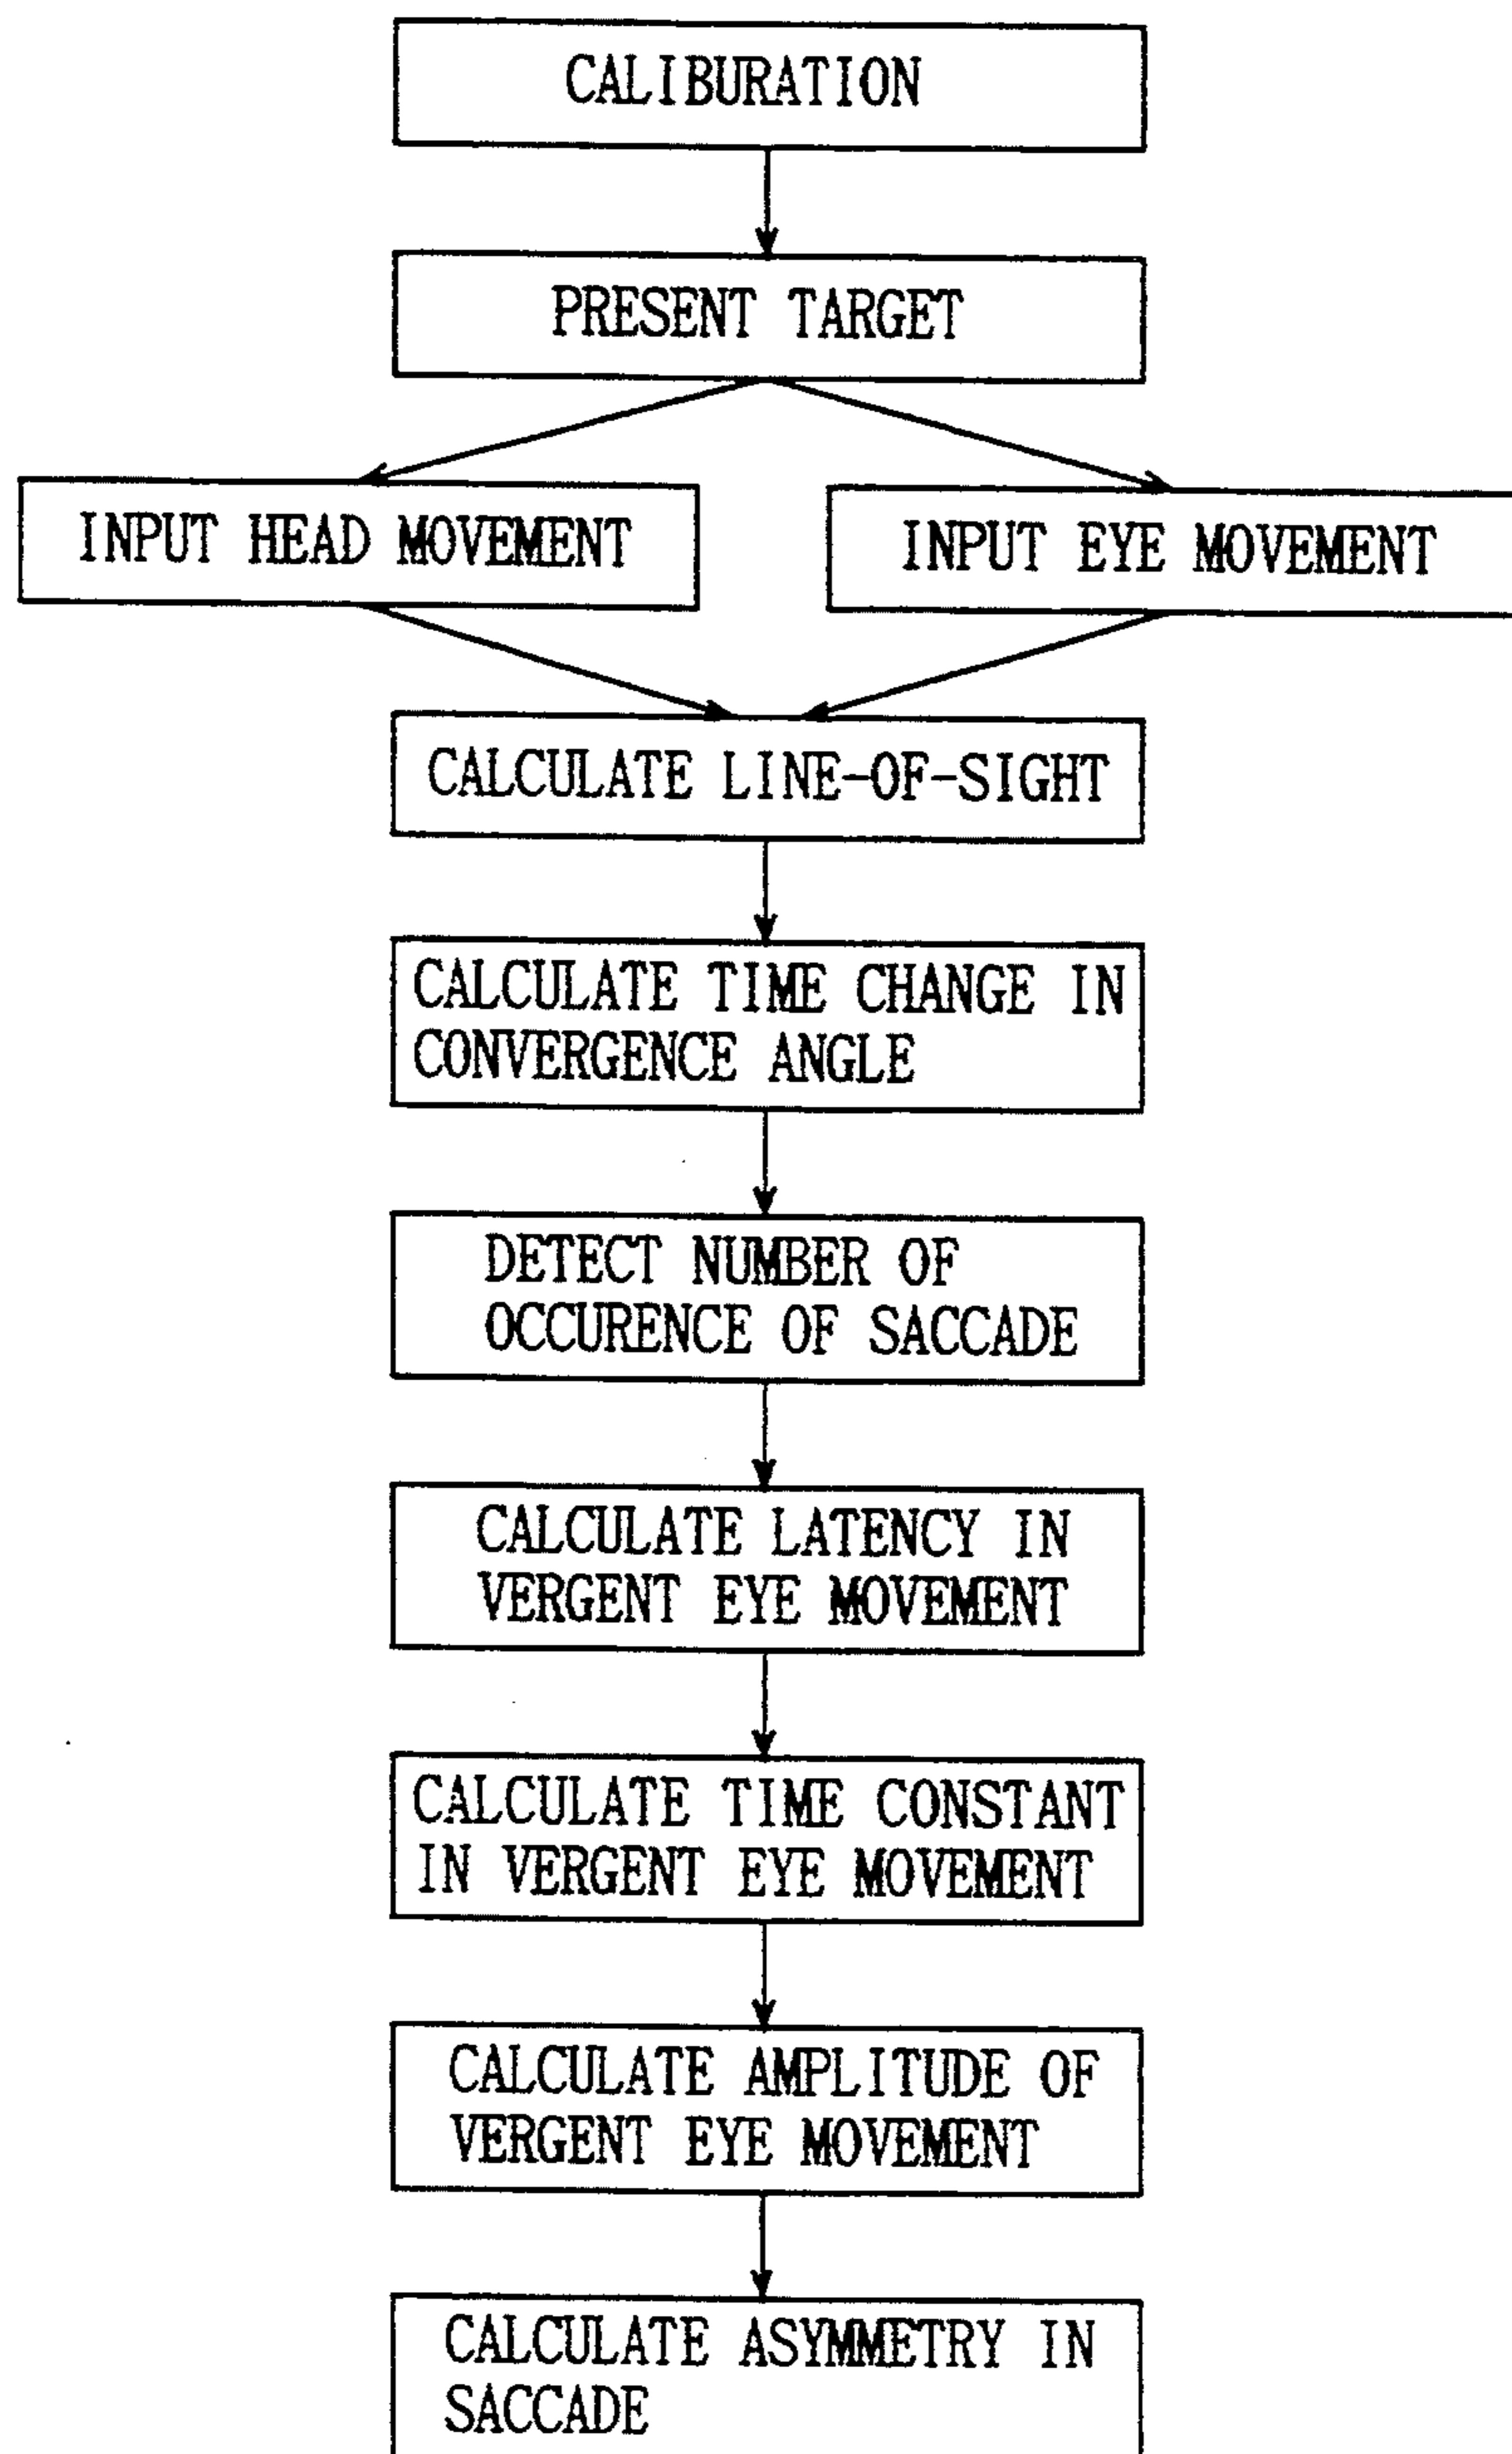 CALIBURATION
PRESENT TARGET
INPUT HEAD MOVEMENT
INPUT EYE MOVEMENT
CALCULATE LINE-OF-SIGHT
CALCULATE TIME CHANGE IN
CONVERGENCE ANGLE
DETECT NUMBER OF
OCCURENCE OF SACCADE
CALCULATE LATENCY IN
VERGENT EYE MOVEMENT
CALCULATE TIME CONSTANT
IN VERGENT EYE MOVEMENT
CALCULATE AMPLITUDE OF
VERGENT EYE MOVEMENT
CALCULATE ASYMMETRY IN
SACCADE